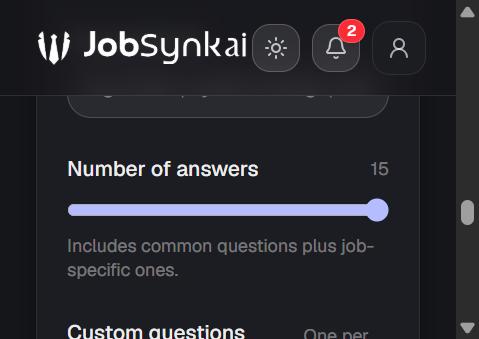 JobSynkai
2
Number of answers
15
Includes common questions plus job-
specific ones.
Custom questions
One per